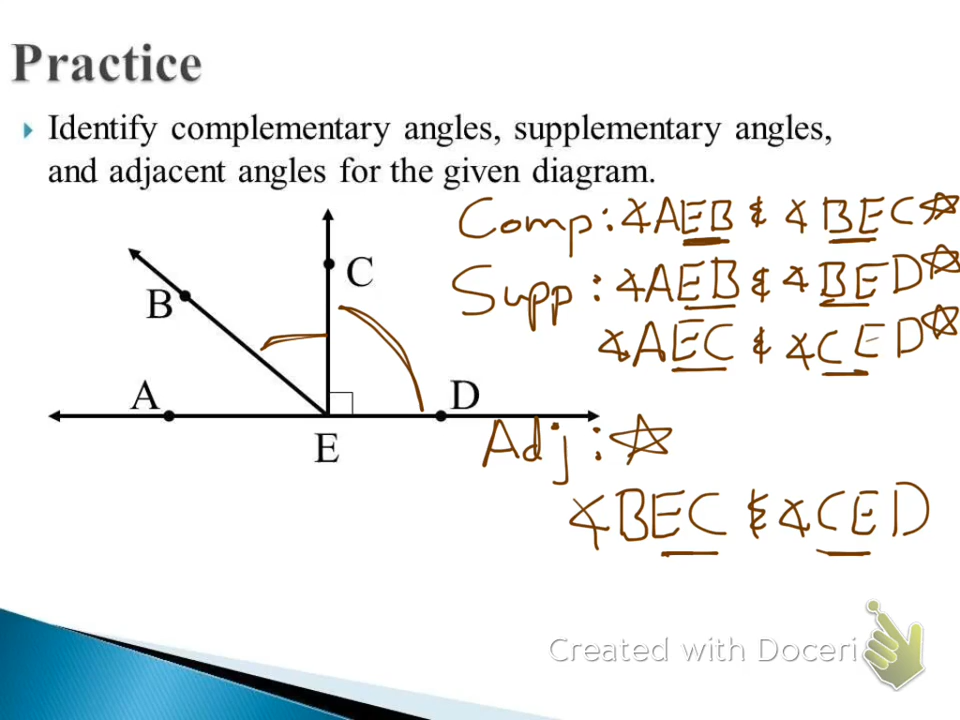 Practice
Identify complementary angles, supplementary angles,
and adjacent angles for the given diagram.
Comp: ∡AEB & ∡BEC☆
Supp: ∡AEB & ∡BED☆
∡AEC & ∡CED☆
C
B
A
D
E
Adj: ☆
∡BEC & ∡CED
Created with Doceri